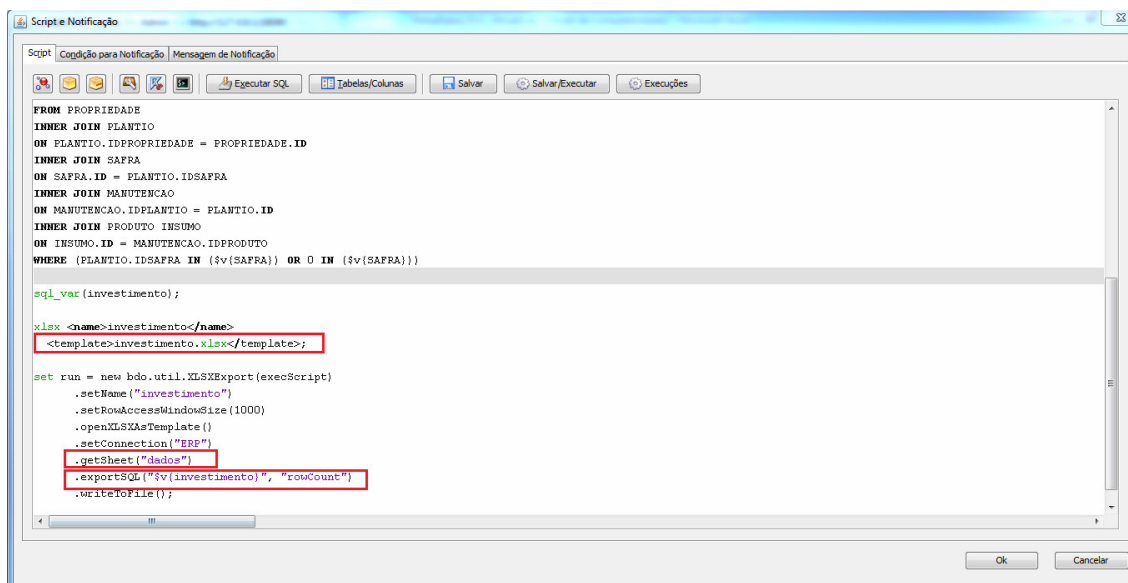 Script e Notificação
Script Condição para Notificação Mensagem de Notificação
Executar SQL Tabelas/Colunas Salvar Salvar/Executar Execuções
FROM PROPRIEDADE
INNER JOIN PLANTIO
ON PLANTIO.IDPROPRIEDADE = PROPRIEDADE.ID
INNER JOIN SAFRA
ON SAFRA.ID = PLANTIO.IDSAFRA
INNER JOIN MANUTENCAO
ON MANUTENCAO.IDPLANTIO = PLANTIO.ID
INNER JOIN PRODUTO INSUMO
ON INSUMO.ID = MANUTENCAO.IDPRODUTO
WHERE (PLANTIO.IDSAFRA IN ($v{SAFRA}) OR 0 IN ($v{SAFRA}))
sql_var(investimento);
xlsx <name>investimento</name>
<template>investimento.xlsx</template>;
set run = new bdo.util.XLSXExport(execScript)
.setName("investimento")
.setRowAccessWindowSize(1000)
.openXLSXAsTemplate()
.setConnection("ERP")
.getSheet("dados")
.exportSQL("$v{investimento}", "rowCount")
.writeToFile();
Ok Cancelar